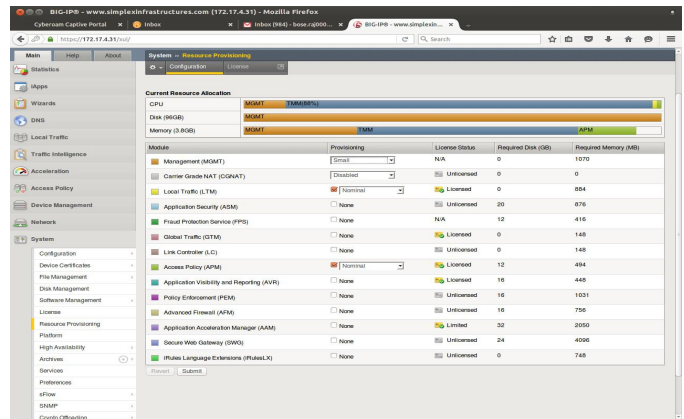 BIG-IP® - www.simplexinfrastructures.com (172.17.4.31) - Mozilla Firefox
Cyberoam Captive Portal
Inbox
Inbox (964) - bose.raj000...
BIG-IP® - www.simplexin...
https://172.17.4.31/xui/
Search
Main
Help
About
Statistics
iApps
Wizards
DNS
Local Traffic
Traffic Intelligence
Acceleration
Access Policy
Device Management
Network
System
Configuration
Device Certificates
File Management
Disk Management
Software Management
License
Resource Provisioning
Platform
High Availability
Archives
Services
Preferences
sFlow
SNMP
Crypto Offloading
System » Resource Provisioning
Configuration
License
Current Resource Allocation
CPU MGMT TMM(88%)
Disk (96GB) MGMT
Memory (3.8GB) MGMT TMM APM
Module Provisioning License Status Required Disk (GB) Required Memory (MB)
Management (MGMT) Small N/A 0 1070
Carrier Grade NAT (CGNAT) Disabled Unlicensed 0 0
Local Traffic (LTM) Nominal Licensed 0 884
Application Security (ASM) None Unlicensed 20 876
Fraud Protection Service (FPS) None N/A 12 416
Global Traffic (GTM) None Licensed 0 148
Link Controller (LC) None Unlicensed 0 148
Access Policy (APM) Nominal Licensed 12 494
Application Visibility and Reporting (AVR) None Licensed 16 448
Policy Enforcement (PEM) None Unlicensed 16 1031
Advanced Firewall (AFM) None Unlicensed 16 756
Application Acceleration Manager (AAM) None Limited 32 2050
Secure Web Gateway (SWG) None Unlicensed 24 4096
iRules Language Extensions (iRulesLX) None Unlicensed 0 748
Revert
Submit